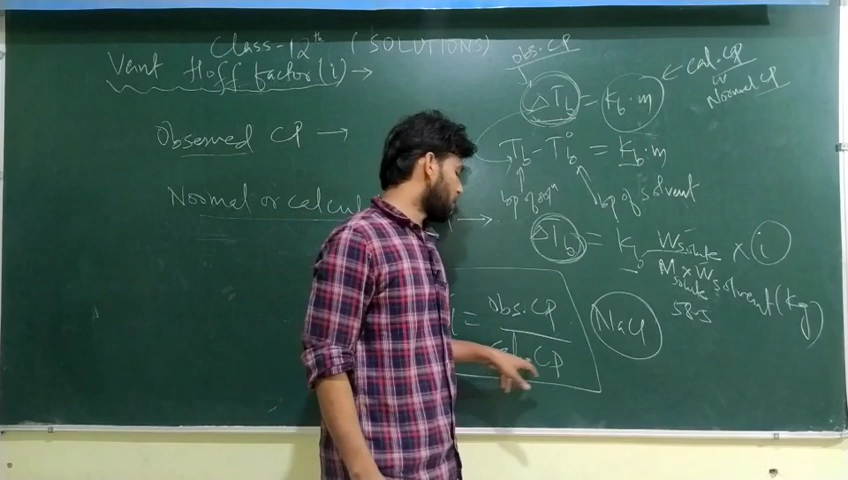 Class-12th (SOLUTIONS)
Vant Hoff factor (i) →
Observed CP →
Normal or calcul
obs. CP
ΔTb = Kb·m
cal. CP
or
Normal CP
Tb - Tb° = Kb·m
bp of solⁿ
bp of solvent
ΔTb = Kb Wsolute × i
Msolute × Wsolvent (Kg)
58.5
i = obs. CP
CP
NaCl